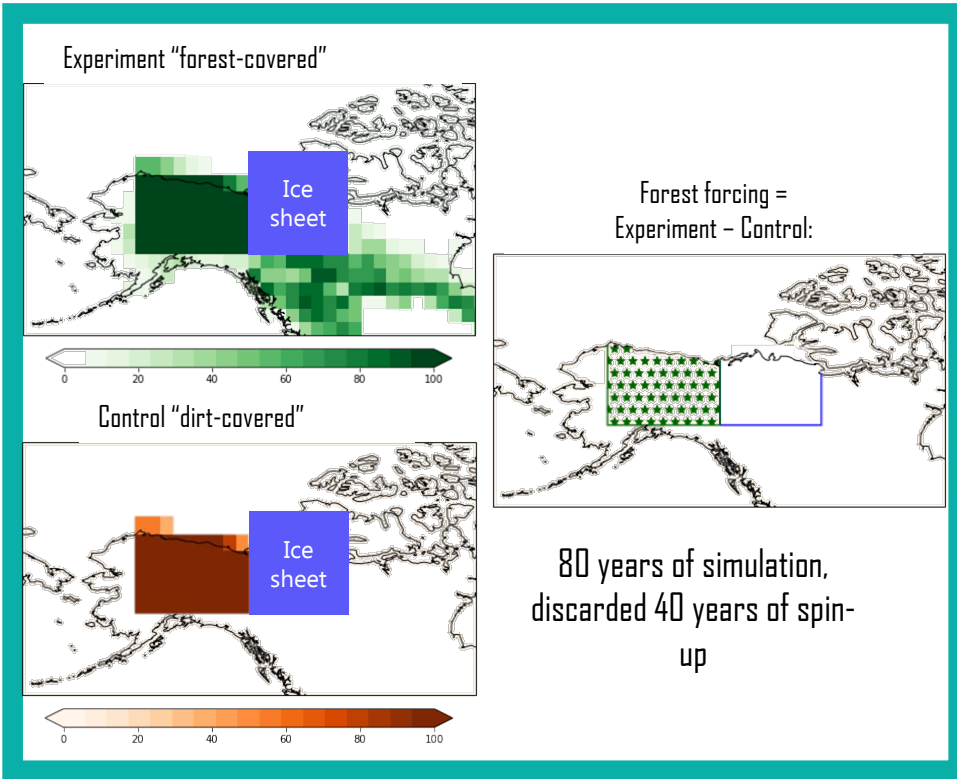 Experiment “forest-covered”
Ice
sheet
0 20 40 60 80 100
Control “dirt-covered”
Ice
sheet
0 20 40 60 80 100
Forest forcing =
Experiment – Control:
80 years of simulation,
discarded 40 years of spin-
up